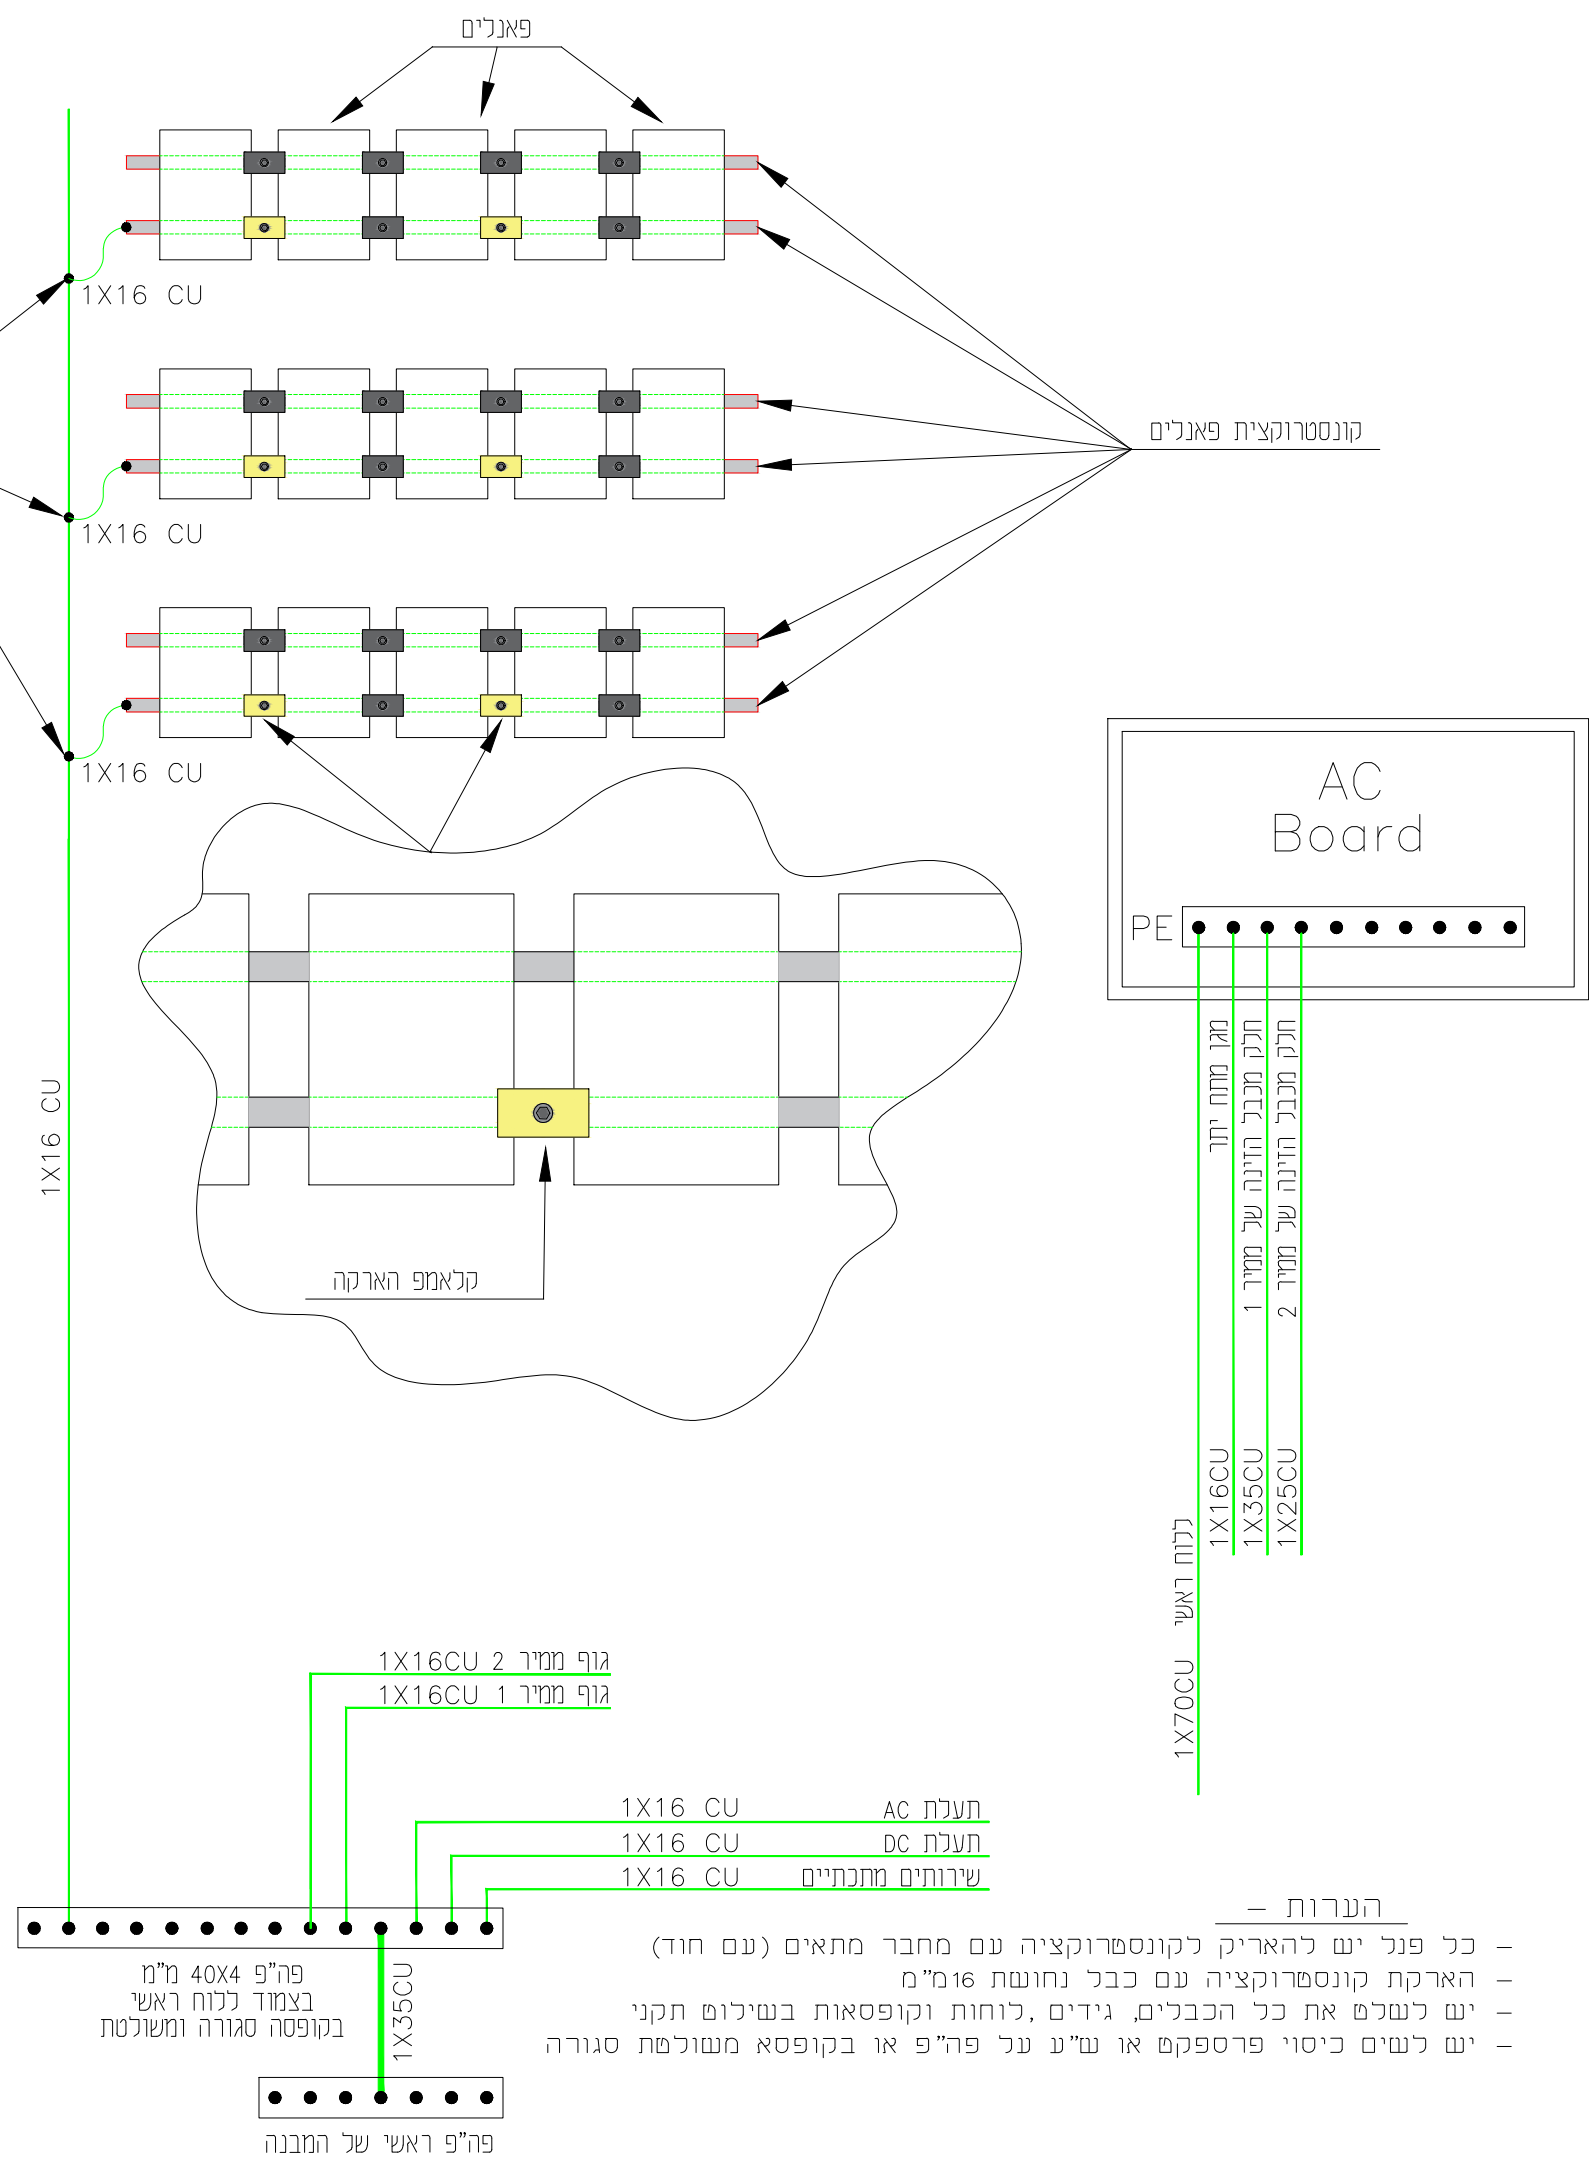 פאנלים
1X16 CU
קונסטרוקצית פאנלים
1X16 CU
1X16 CU
AC
Board
PE
מגן מתח יתר
חלק מכבל הזינה של ממיר 1
חלק מכבל הזינה של ממיר 2
1X16 CU
קלאמפ הארקה
1X16CU
1X35CU
1X25CU
ללוח ראשי
1X70CU
1X16CU גוף ממיר 2
1X16CU גוף ממיר 1
1X16 CU תעלת AC
1X16 CU תעלת DC
1X16 CU שירותים מתכתיים
הערות –
– כל פנל יש להאריק לקונסטרוקציה עם מחבר מתאים (עם חוד)
– הארקת קונסטרוקציה עם כבל נחושת 16מ"מ
– יש לשלט את כל הכבלים, גידים ,לוחות וקופסאות בשילוט תקני
– יש לשים כיסוי פרספקט או ש"ע על פה"פ או בקופסא משולטת סגורה
פה"פ 40X4 מ"מ
בצמוד ללוח ראשי
בקופסה סגורה ומשולטת
1X35CU
פה"פ ראשי של המבנה